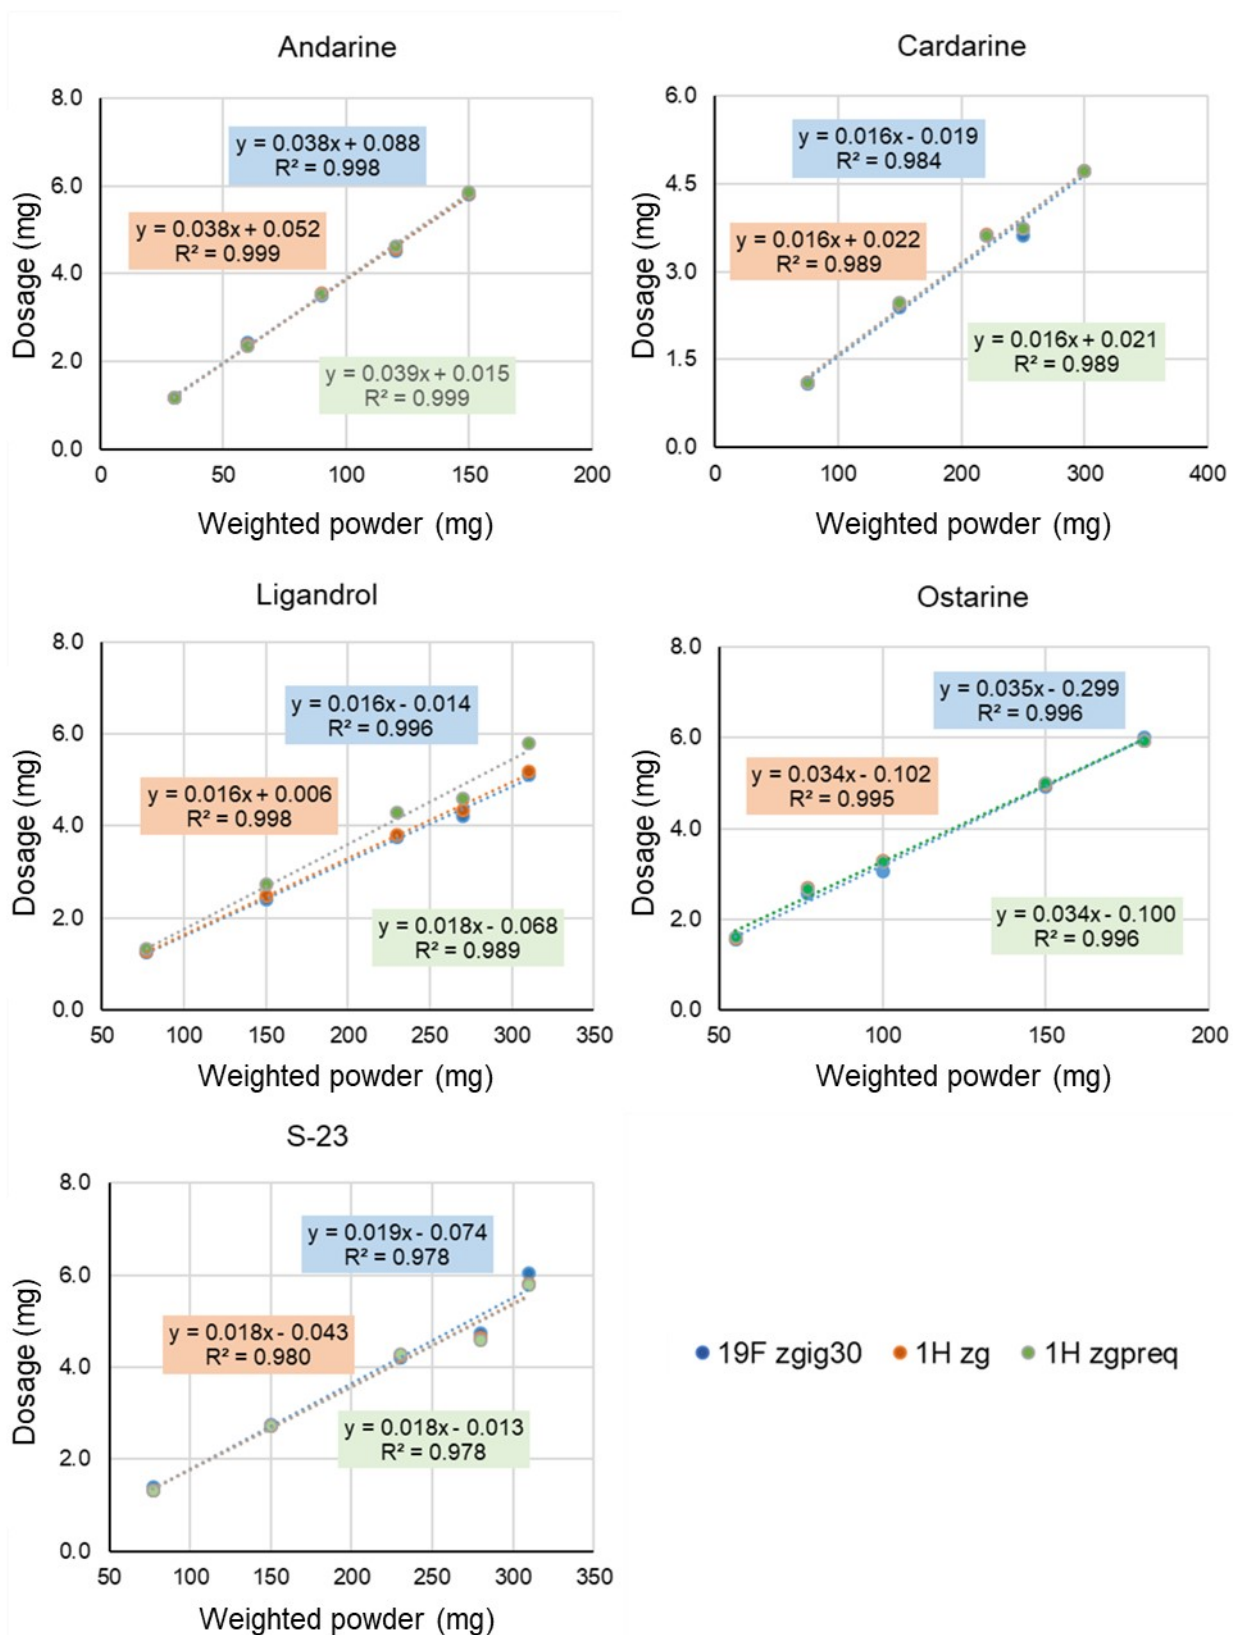 Andarine
8.0
6.0
4.0
2.0
0.0
0
50
100
150
200
Dosage (mg)
Weighted powder (mg)
y = 0.038x + 0.088
R² = 0.998
y = 0.038x + 0.052
R² = 0.999
y = 0.039x + 0.015
R² = 0.999
Cardarine
6.0
4.5
3.0
1.5
0.0
0
100
200
300
400
Dosage (mg)
Weighted powder (mg)
y = 0.016x - 0.019
R² = 0.984
y = 0.016x + 0.022
R² = 0.989
y = 0.016x + 0.021
R² = 0.989
Ligandrol
8.0
6.0
4.0
2.0
0.0
50
100
150
200
250
300
350
Dosage (mg)
Weighted powder (mg)
y = 0.016x - 0.014
R² = 0.996
y = 0.016x + 0.006
R² = 0.998
y = 0.018x - 0.068
R² = 0.989
Ostarine
8.0
6.0
4.0
2.0
0.0
50
100
150
200
Dosage (mg)
Weighted powder (mg)
y = 0.035x - 0.299
R² = 0.996
y = 0.034x - 0.102
R² = 0.995
y = 0.034x - 0.100
R² = 0.996
S-23
8.0
6.0
4.0
2.0
0.0
50
100
150
200
250
300
350
Dosage (mg)
Weighted powder (mg)
y = 0.019x - 0.074
R² = 0.978
y = 0.018x - 0.043
R² = 0.980
y = 0.018x - 0.013
R² = 0.978
19F zgig30
1H zg
1H zgpreq